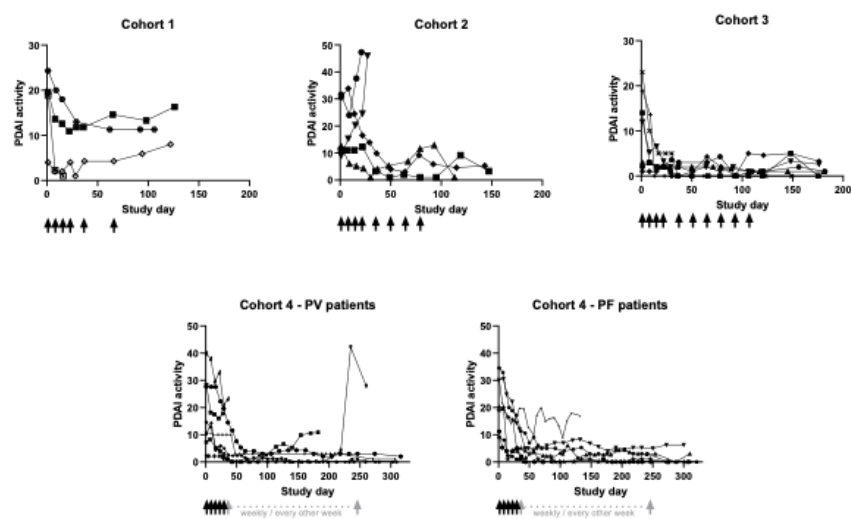 Cohort 1
30
20
10
0
PDAI activity
0 50 100 150 200
Study day
Cohort 2
50
40
30
20
10
0
PDAI activity
0 50 100 150 200
Study day
Cohort 3
50
40
30
20
10
0
PDAI activity
0 50 100 150 200
Study day
Cohort 4 - PV patients
50
40
30
20
10
0
PDAI activity
0 50 100 150 200 250 300
Study day
weekly / every other week
Cohort 4 - PF patients
50
40
30
20
10
0
PDAI activity
0 50 100 150 200 250 300
Study day
weekly / every other week